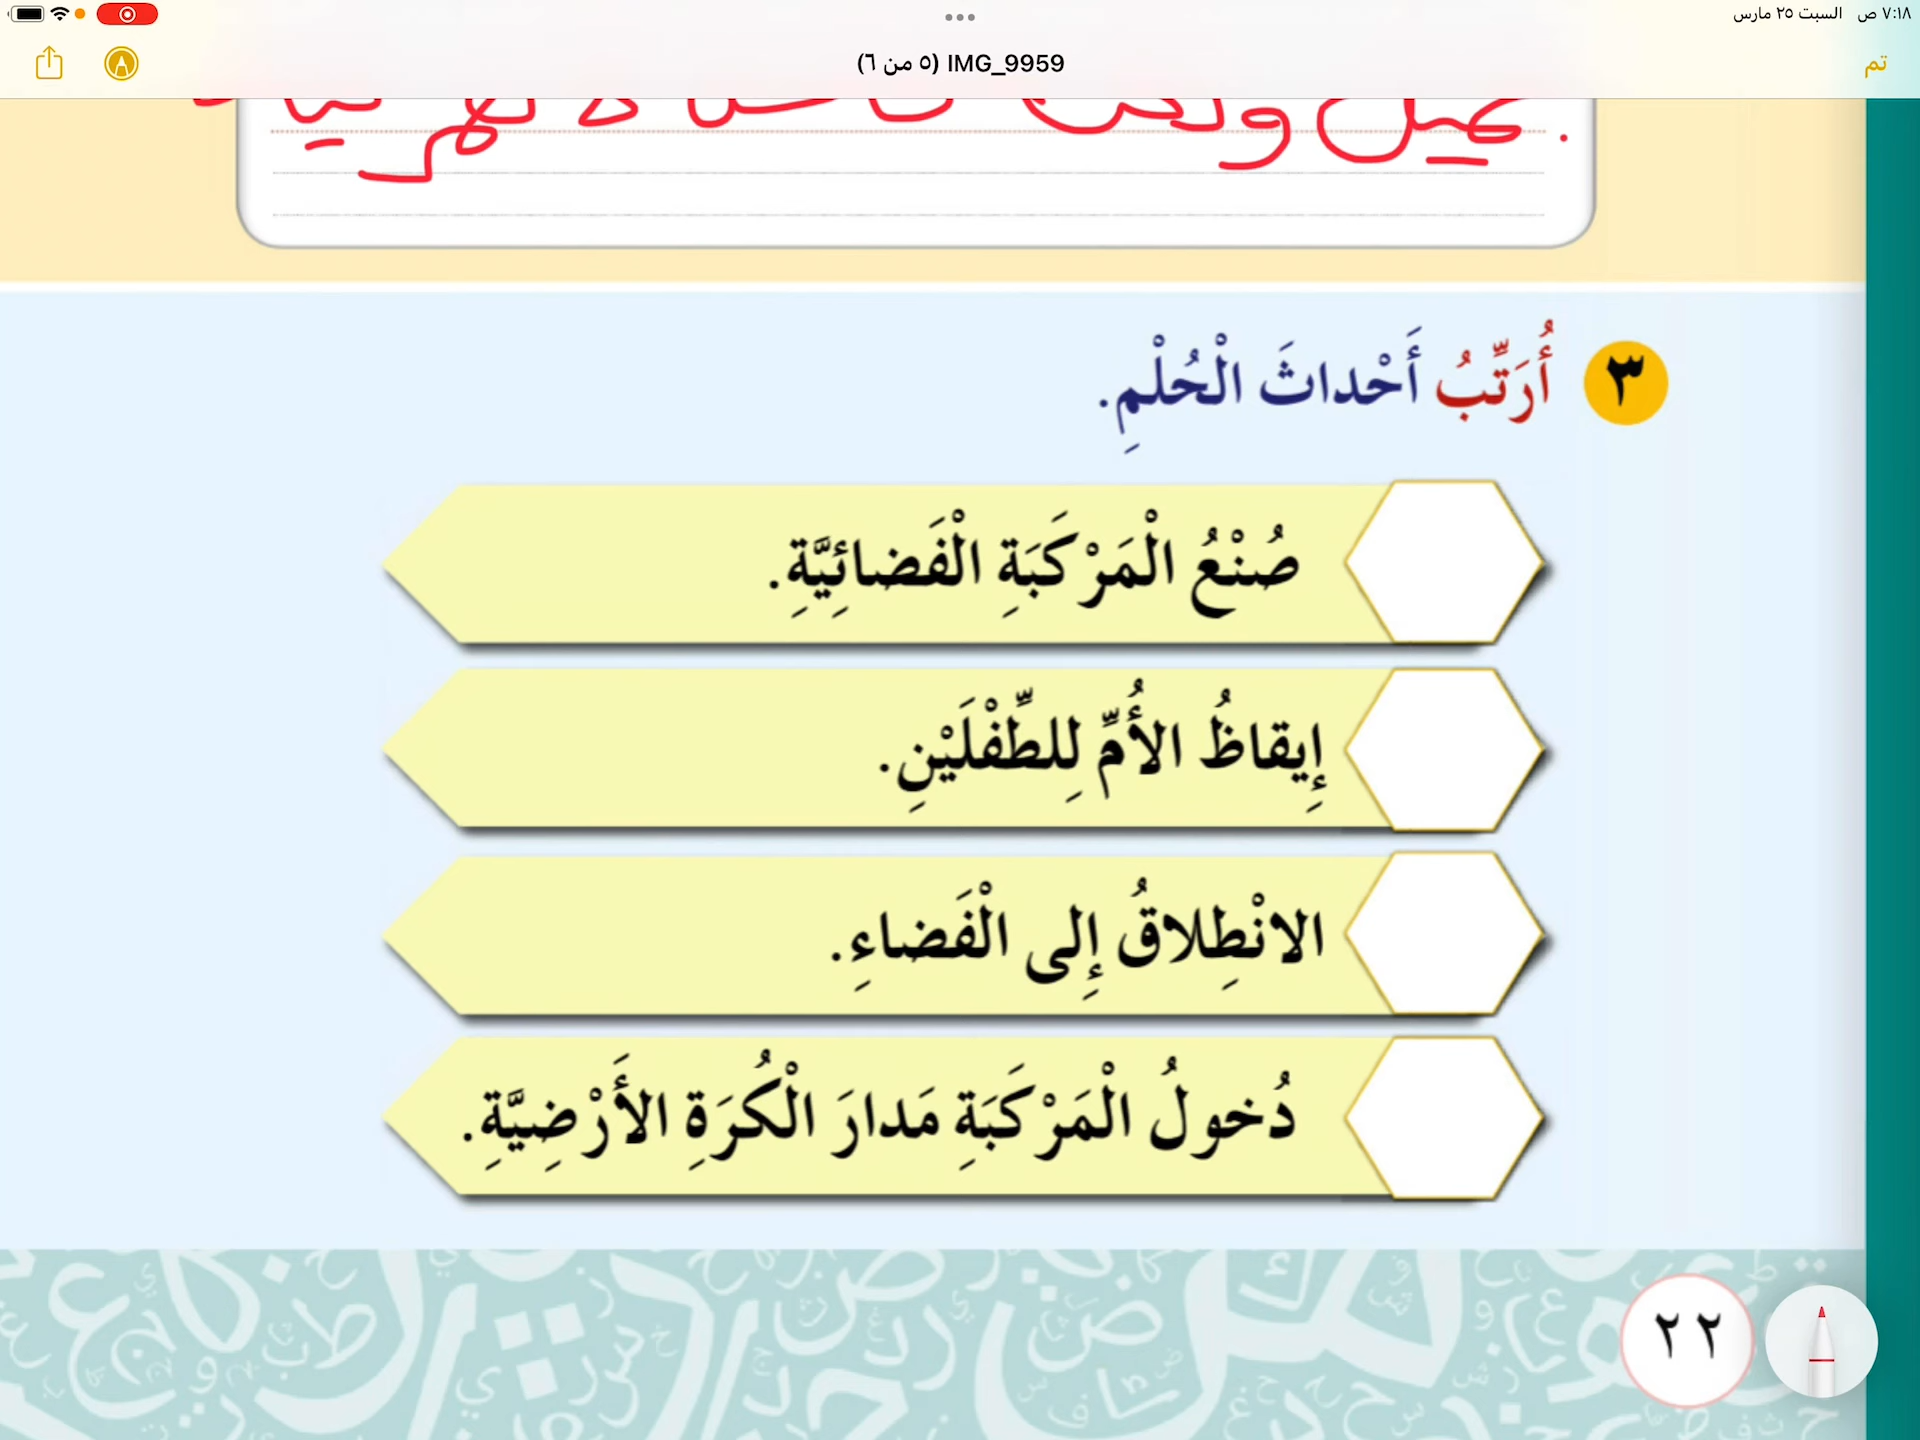 ٧:١٨ ص السبت ٢٥ مارس
IMG_9959 (٥ من ٦)
تم
٣ أُرَتِّبُ أَحْداثَ الْحُلْمِ.
صُنْعُ الْمَرْكَبَةِ الْفَضائِيَّةِ.
إِيقاظُ الأُمِّ لِلطِّفْلَيْنِ.
الانْطِلاقُ إِلى الْفَضاءِ.
دُخولُ الْمَرْكَبَةِ مَدارَ الْكُرَةِ الأَرْضِيَّةِ.
٢٢